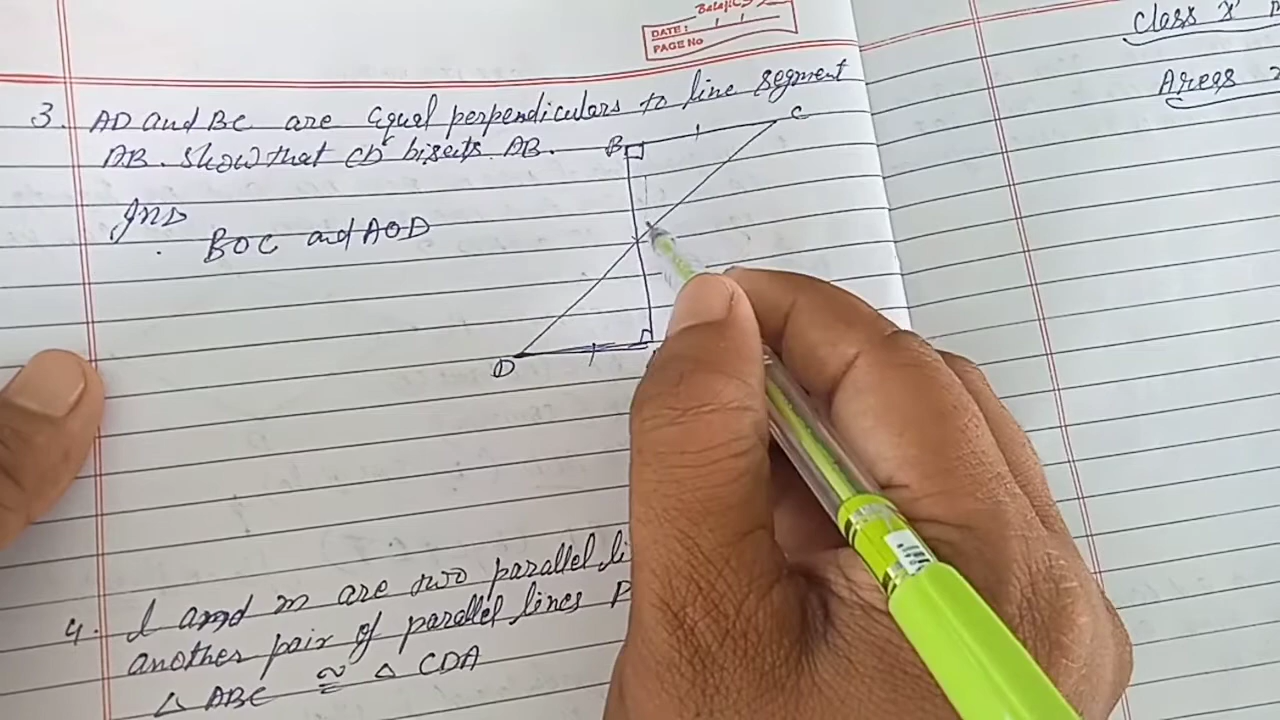 DATE:
PAGE No
Class X
Areas
3. AD and BC are Equal perpendiculars to line segment
AB. Show that CD bisects AB.
B
C
Ans
BOC and AOD
D
4. l and m are two parallel li
another pair of parallel lines P
△ ABC ≅ △ CDA